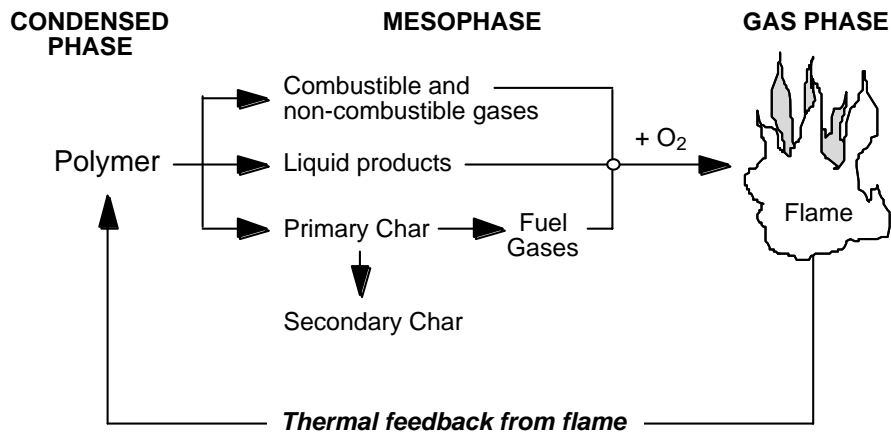 CONDENSED
PHASE
MESOPHASE
GAS PHASE
Combustible and
non-combustible gases
+ O₂
Polymer
Liquid products
Flame
Primary Char
Fuel
Gases
Secondary Char
Thermal feedback from flame